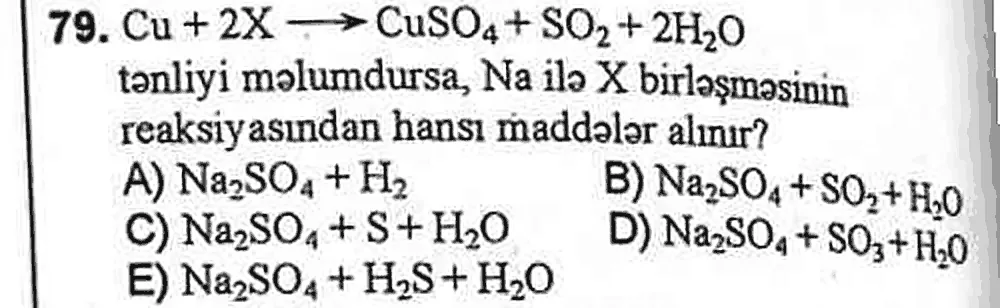 79. Cu + 2X ⟶ CuSO₄ + SO₂ + 2H₂O
tənliyi məlumdursa, Na ilə X birləşməsinin
reaksiyasından hansı maddələr alınır?
A) Na₂SO₄ + H₂ B) Na₂SO₄ + SO₂ + H₂O
C) Na₂SO₄ + S + H₂O D) Na₂SO₄ + SO₃ + H₂O
E) Na₂SO₄ + H₂S + H₂O